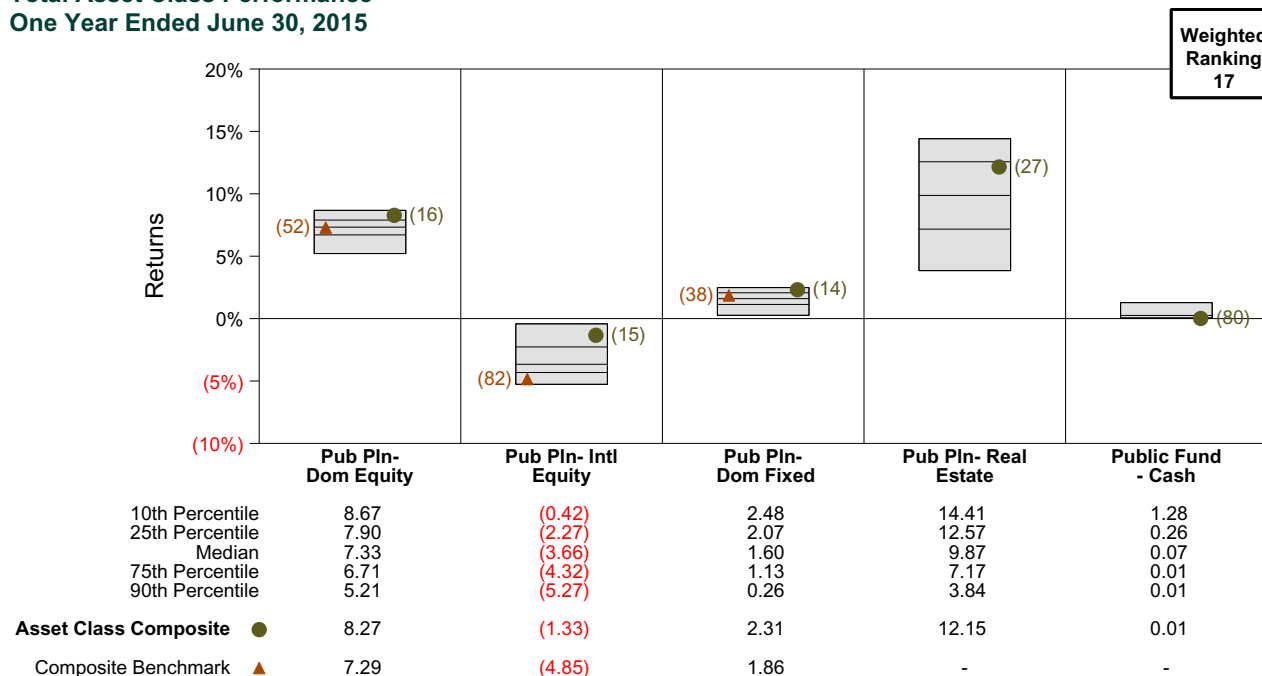 One Year Ended June 30, 2015
Weighted
Ranking
17
20%
15%
10%
5%
0%
(5%)
(10%)
Returns
(52)
(16)
(82)
(15)
(38)
(14)
(27)
(80)
Pub Pln- Dom Equity
Pub Pln- Intl Equity
Pub Pln- Dom Fixed
Pub Pln- Real Estate
Public Fund - Cash
10th Percentile 8.67 (0.42) 2.48 14.41 1.28
25th Percentile 7.90 (2.27) 2.07 12.57 0.26
Median 7.33 (3.66) 1.60 9.87 0.07
75th Percentile 6.71 (4.32) 1.13 7.17 0.01
90th Percentile 5.21 (5.27) 0.26 3.84 0.01
Asset Class Composite 8.27 (1.33) 2.31 12.15 0.01
Composite Benchmark 7.29 (4.85) 1.86 - -